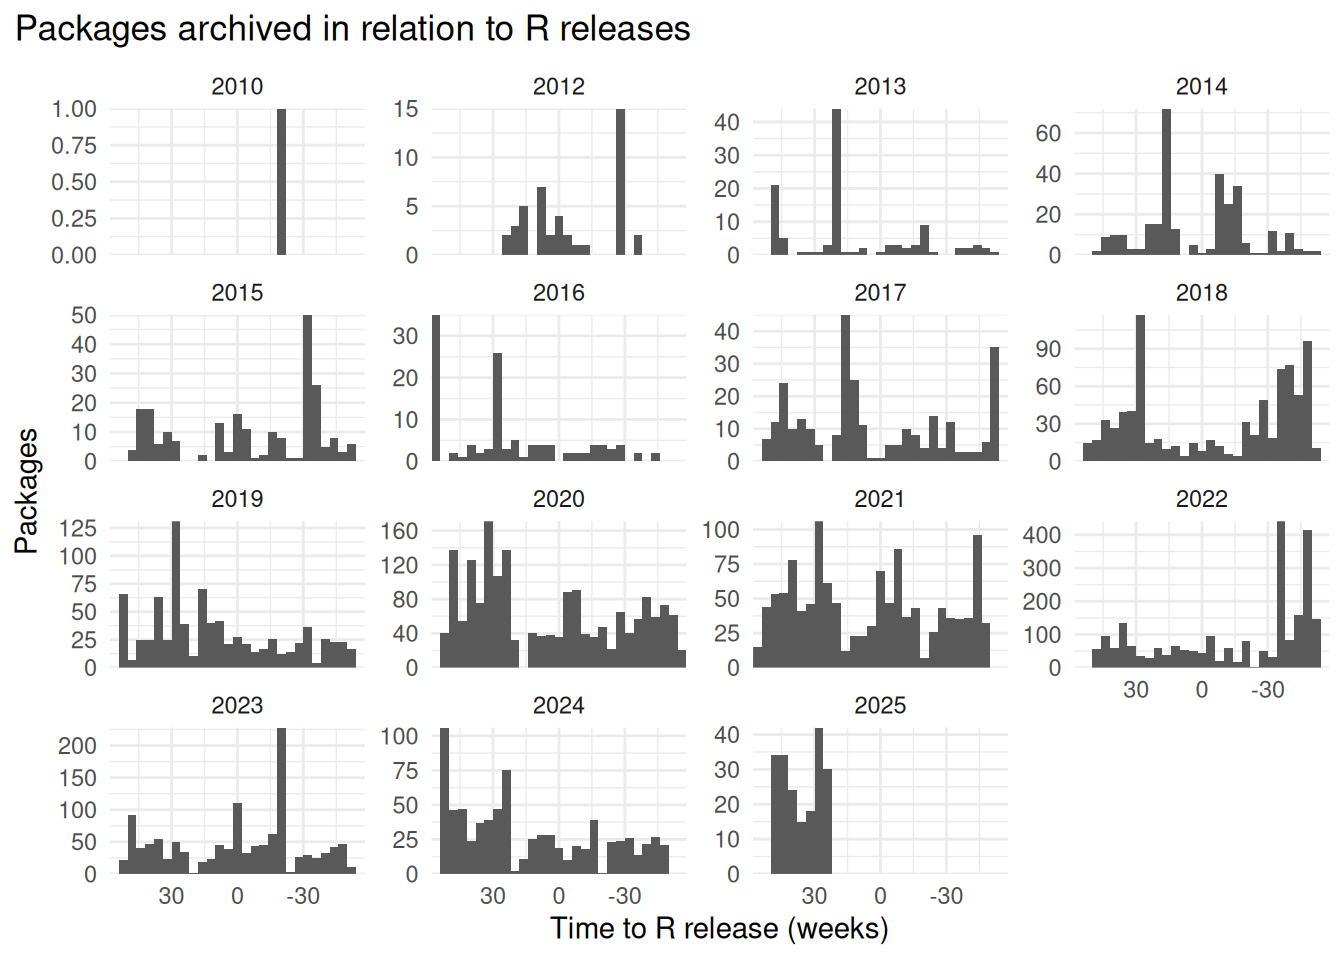 Packages archived in relation to R releases
2010 2012 2013 2014
1.00 0.75 0.50 0.25 0.00
15 10 5 0
40 30 20 10 0
60 40 20 0
2015 2016 2017 2018
50 40 30 20 10 0
30 20 10 0
40 30 20 10 0
90 60 30 0
Packages
2019 2020 2021 2022
125 100 75 50 25 0
160 120 80 40 0
100 75 50 25 0
400 300 200 100 0
30 0 -30
2023 2024 2025
200 150 100 50 0
100 75 50 25 0
40 30 20 10 0
30 0 -30 30 0 -30 30 0 -30
Time to R release (weeks)